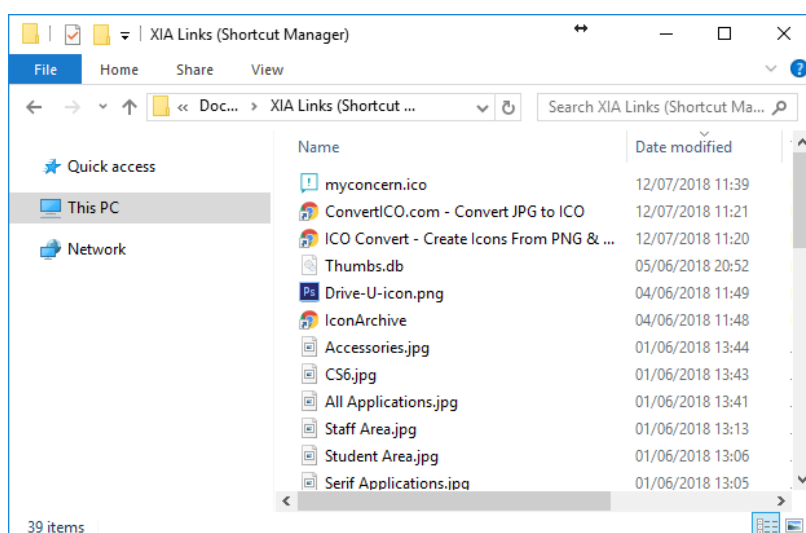 XIA Links (Shortcut Manager)
File Home Share View
« Doc... > XIA Links (Shortcut ... Search XIA Links (Shortcut Ma...
Quick access
This PC
Network
Name Date modified
myconcern.ico 12/07/2018 11:39
ConvertICO.com - Convert JPG to ICO 12/07/2018 11:21
ICO Convert - Create Icons From PNG & ... 12/07/2018 11:20
Thumbs.db 05/06/2018 20:52
Ps Drive-U-icon.png 04/06/2018 11:49
IconArchive 04/06/2018 11:48
Accessories.jpg 01/06/2018 13:44
CS6.jpg 01/06/2018 13:43
All Applications.jpg 01/06/2018 13:41
Staff Area.jpg 01/06/2018 13:13
Student Area.jpg 01/06/2018 13:06
Serif Applications.jpg 01/06/2018 13:05
39 items